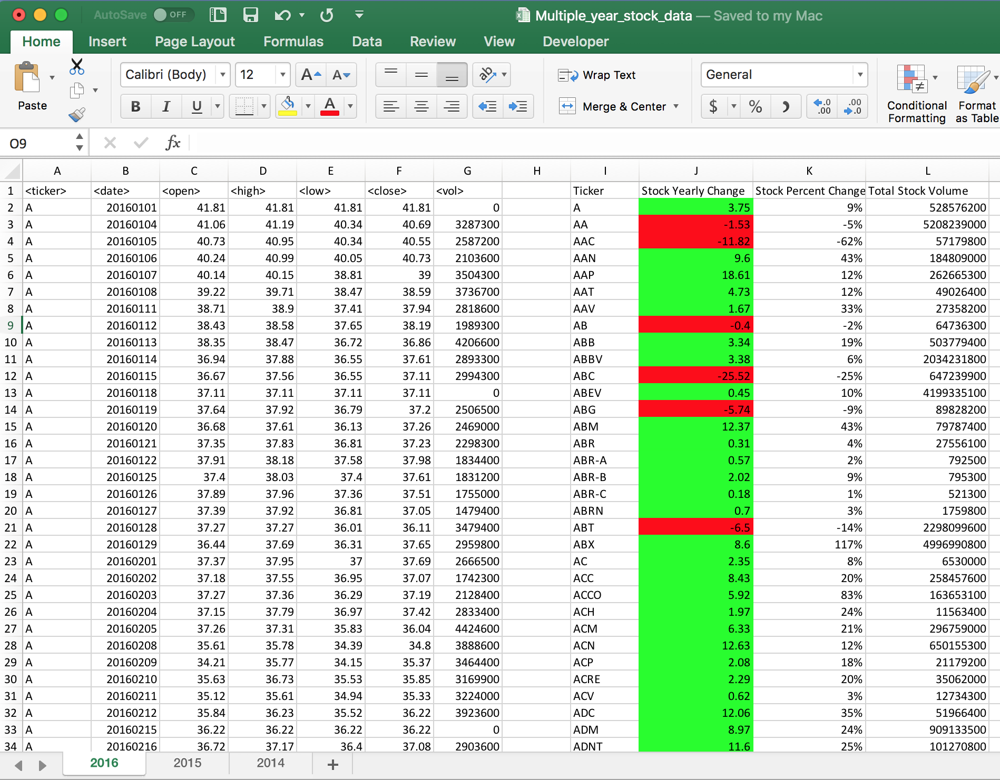 AutoSave OFF Multiple_year_stock_data — Saved to my Mac
Home Insert Page Layout Formulas Data Review View Developer
Calibri (Body) 12 A A ab Wrap Text General
Paste B I U A Merge & Center $ % .0 .00 .00 .0 Conditional Formatting Format as Table
O9 fx
A B C D E F G H I J K L
1 <ticker> <date> <open> <high> <low> <close> <vol> Ticker Stock Yearly Change Stock Percent Change Total Stock Volume
2 A 20160101 41.81 41.81 41.81 41.81 0 A 3.75 9% 528576200
3 A 20160104 41.06 41.19 40.34 40.69 3287300 AA -1.53 -5% 5208239000
4 A 20160105 40.73 40.95 40.34 40.55 2587200 AAC -11.82 -62% 57179800
5 A 20160106 40.24 40.99 40.05 40.73 2103600 AAN 9.6 43% 184809000
6 A 20160107 40.14 40.15 38.81 39 3504300 AAP 18.61 12% 262665300
7 A 20160108 39.22 39.71 38.47 38.59 3736700 AAT 4.73 12% 49026400
8 A 20160111 38.71 38.9 37.41 37.94 2818600 AAV 1.67 33% 27358200
9 A 20160112 38.43 38.58 37.65 38.19 1989300 AB -0.4 -2% 64736300
10 A 20160113 38.35 38.47 36.72 36.86 4206600 ABB 3.34 19% 503779400
11 A 20160114 36.94 37.88 36.55 37.61 2893300 ABBV 3.38 6% 2034231800
12 A 20160115 36.67 37.56 36.55 37.11 2994300 ABC -25.52 -25% 647239900
13 A 20160118 37.11 37.11 37.11 37.11 0 ABEV 0.45 10% 4199335100
14 A 20160119 37.64 37.92 36.79 37.2 2506500 ABG -5.74 -9% 89828200
15 A 20160120 36.68 37.61 36.13 37.26 2469000 ABM 12.37 43% 79787400
16 A 20160121 37.35 37.83 36.81 37.23 2298300 ABR 0.31 4% 27556100
17 A 20160122 37.91 38.18 37.58 37.98 1834400 ABR-A 0.57 2% 792500
18 A 20160125 37.4 38.03 37.4 37.61 1831200 ABR-B 2.02 9% 795300
19 A 20160126 37.89 37.96 37.36 37.51 1755000 ABR-C 0.18 1% 521300
20 A 20160127 37.39 37.92 36.81 37.05 1479400 ABRN 0.7 3% 1759800
21 A 20160128 37.27 37.27 36.01 36.11 3479400 ABT -6.5 -14% 2298099600
22 A 20160129 36.44 37.69 36.31 37.65 2959800 ABX 8.6 117% 4996990800
23 A 20160201 37.37 37.95 37 37.69 2666500 AC 2.35 8% 6530000
24 A 20160202 37.18 37.55 36.95 37.07 1742300 ACC 8.43 20% 258457600
25 A 20160203 37.27 37.36 36.29 37.19 2128400 ACCO 5.92 83% 163653100
26 A 20160204 37.15 37.79 36.97 37.42 2833400 ACH 1.97 24% 11563400
27 A 20160205 37.26 37.31 35.83 36.04 4424600 ACM 6.33 21% 296759000
28 A 20160208 35.61 35.78 34.39 34.8 3888600 ACN 12.63 12% 650155300
29 A 20160209 34.21 35.77 34.15 35.37 3464400 ACP 2.08 18% 21179200
30 A 20160210 35.63 36.73 35.53 35.85 3169900 ACRE 2.29 20% 35062000
31 A 20160211 35.12 35.61 34.94 35.33 3224000 ACV 0.62 3% 12734300
32 A 20160212 35.84 36.23 35.52 36.22 3923600 ADC 12.06 35% 51966400
33 A 20160215 36.22 36.22 36.22 36.22 0 ADM 8.97 24% 909133500
34 A 20160216 36.72 37.17 36.4 37.08 2903600 ADNT 11.6 25% 101270800
2016 2015 2014 +